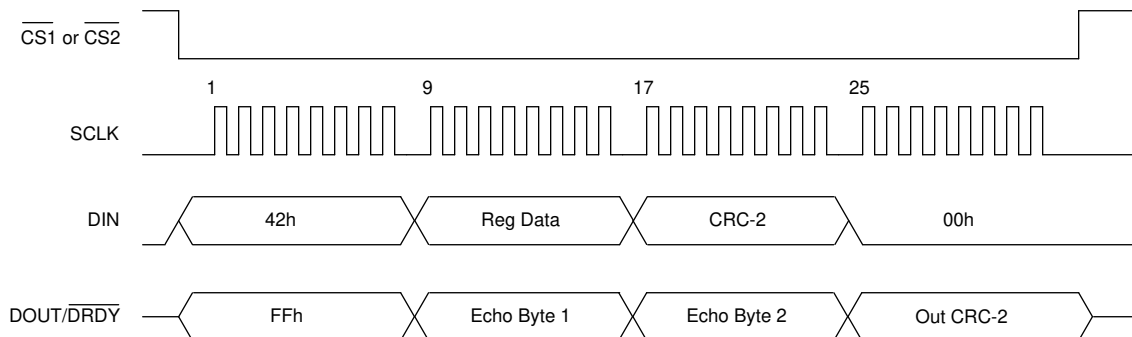 CS1 or CS2
1 9 17 25
SCLK
DIN 42h Reg Data CRC-2 00h
DOUT/DRDY FFh Echo Byte 1 Echo Byte 2 Out CRC-2